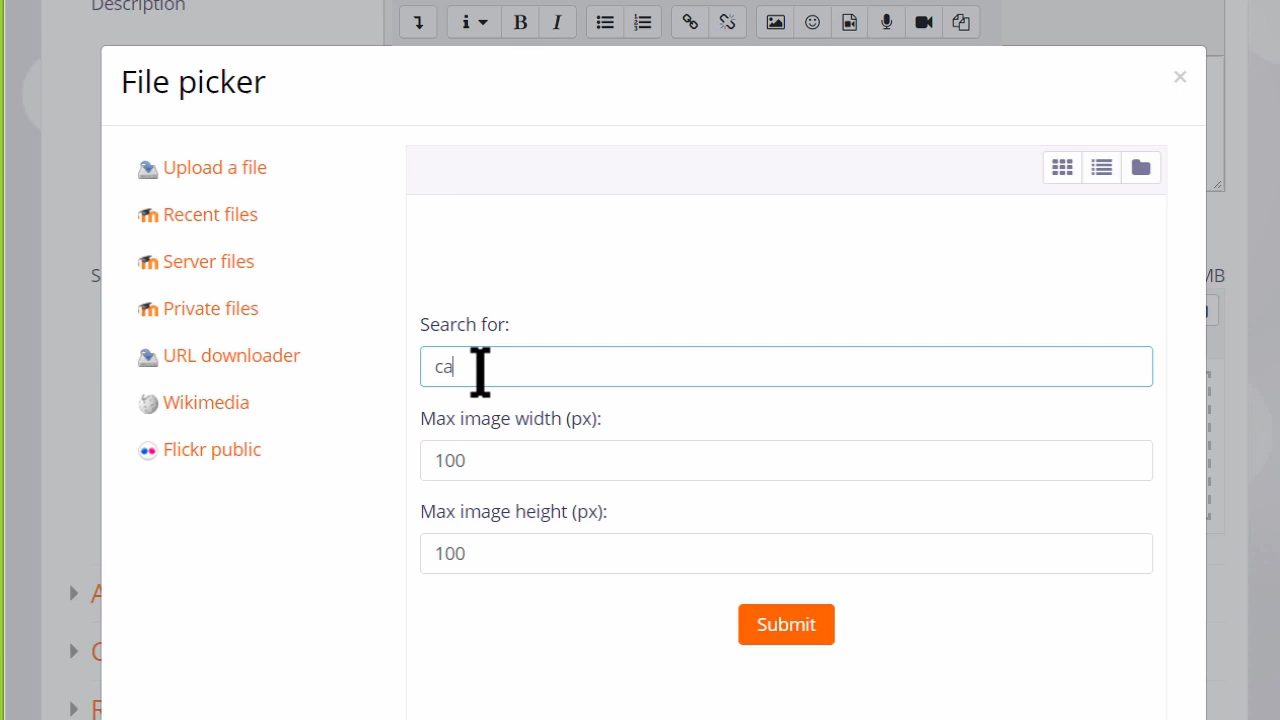 Description
File picker
×
Upload a file
Recent files
Server files
Private files
URL downloader
Wikimedia
Flickr public
Search for:
ca
Max image width (px):
100
Max image height (px):
100
Submit
S
MB
A
C
F